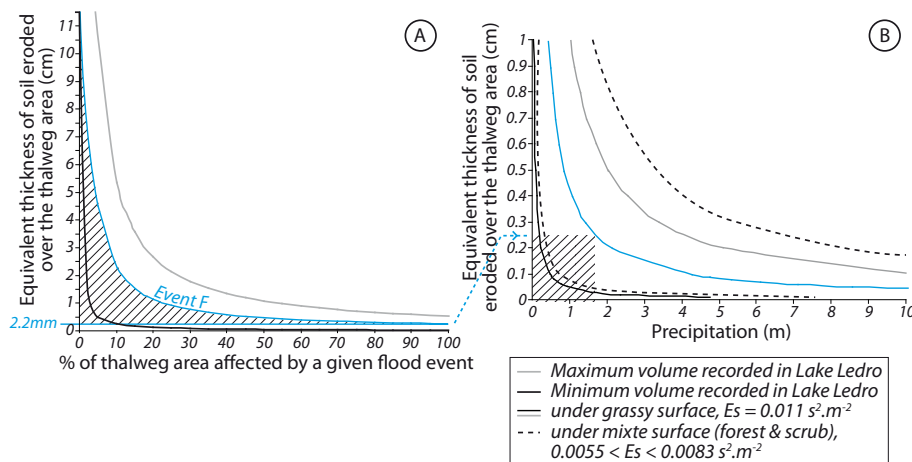 A
Equivalent thickness of soil eroded
over the thalweg area (cm)
11
10
9
8
7
6
5
4
3
2
1
0
2.2mm
Event F
0 10 20 30 40 50 60 70 80 90 100
% of thalweg area affected by a given flood event
B
Equivalent thickness of soil
eroded over the thalweg area (cm)
1
0.9
0.8
0.7
0.6
0.5
0.4
0.3
0.2
0.1
0
0 1 2 3 4 5 6 7 8 9 10
Precipitation (m)
Maximum volume recorded in Lake Ledro
Minimum volume recorded in Lake Ledro
under grassy surface, Es = 0.011 s².m⁻²
under mixte surface (forest & scrub),
0.0055 < Es < 0.0083 s².m⁻²